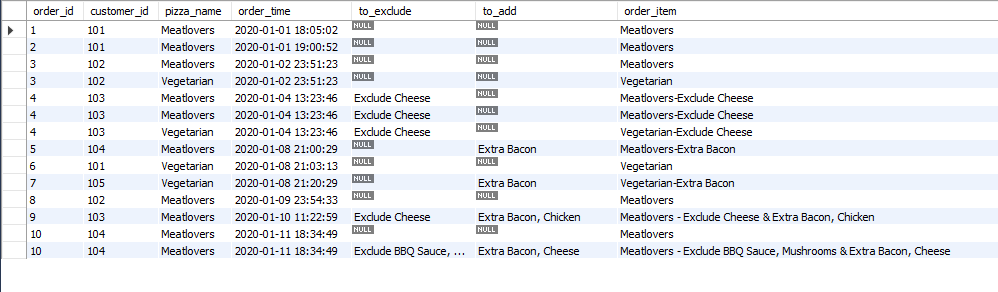 order_id customer_id pizza_name order_time to_exclude to_add order_item
1 101 Meatlovers 2020-01-01 18:05:02 NULL NULL Meatlovers
2 101 Meatlovers 2020-01-01 19:00:52 NULL NULL Meatlovers
3 102 Meatlovers 2020-01-02 23:51:23 NULL NULL Meatlovers
3 102 Vegetarian 2020-01-02 23:51:23 NULL NULL Vegetarian
4 103 Meatlovers 2020-01-04 13:23:46 Exclude Cheese NULL Meatlovers-Exclude Cheese
4 103 Meatlovers 2020-01-04 13:23:46 Exclude Cheese NULL Meatlovers-Exclude Cheese
4 103 Vegetarian 2020-01-04 13:23:46 Exclude Cheese NULL Vegetarian-Exclude Cheese
5 104 Meatlovers 2020-01-08 21:00:29 NULL Extra Bacon Meatlovers-Extra Bacon
6 101 Vegetarian 2020-01-08 21:03:13 NULL NULL Vegetarian
7 105 Vegetarian 2020-01-08 21:20:29 NULL Extra Bacon Vegetarian-Extra Bacon
8 102 Meatlovers 2020-01-09 23:54:33 NULL NULL Meatlovers
9 103 Meatlovers 2020-01-10 11:22:59 Exclude Cheese Extra Bacon, Chicken Meatlovers - Exclude Cheese & Extra Bacon, Chicken
10 104 Meatlovers 2020-01-11 18:34:49 NULL NULL Meatlovers
10 104 Meatlovers 2020-01-11 18:34:49 Exclude BBQ Sauce, ... Extra Bacon, Cheese Meatlovers - Exclude BBQ Sauce, Mushrooms & Extra Bacon, Cheese